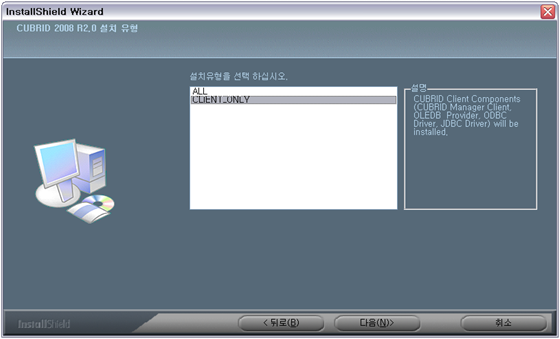 InstallShield Wizard
CUBRID 2008 R2.0 설치 유형
설치유형을 선택 하십시오.
ALL
CLIENT_ONLY
설명
CUBRID Client Components
(CUBRID Manager Client,
OLEDB Provider, ODBC
Driver, JDBC Driver) will be
installed.
InstallShield
< 뒤로(B)
다음(N)>
취소